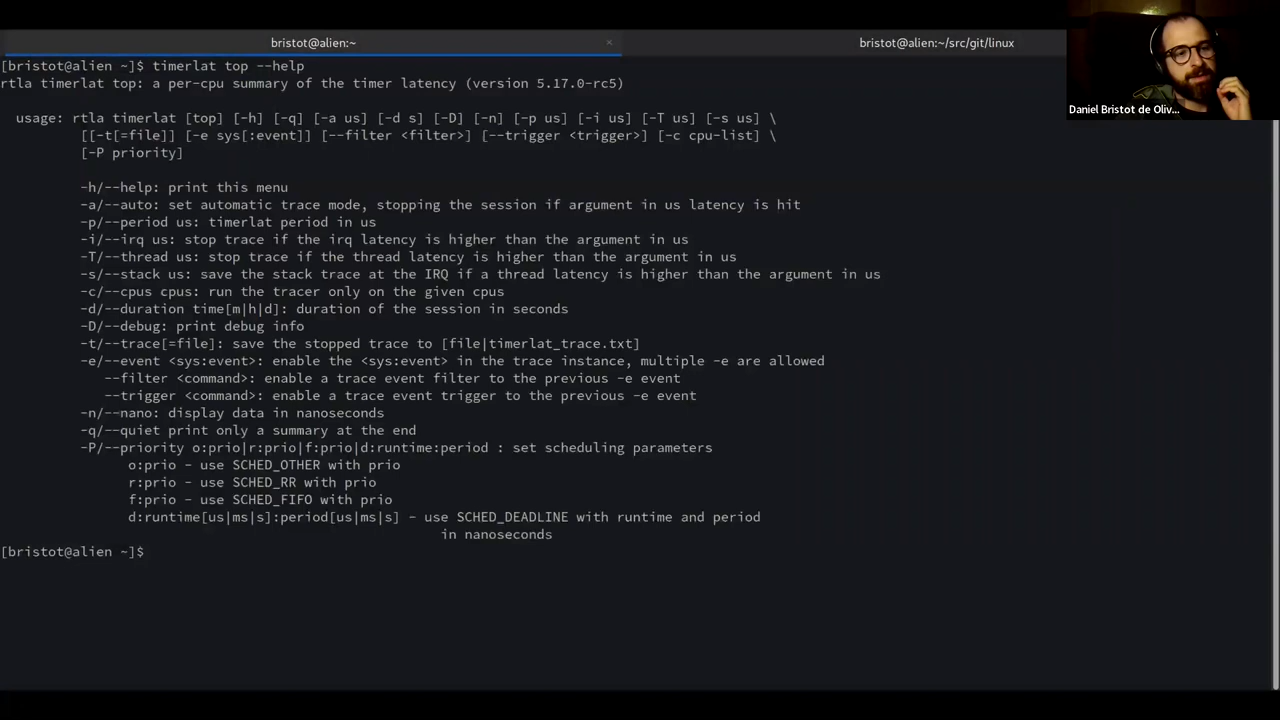 bristot@alien:~
×
bristot@alien:~/src/git/linux
[bristot@alien ~]$ timerlat top --help
rtla timerlat top: a per-cpu summary of the timer latency (version 5.17.0-rc5)
usage: rtla timerlat [top] [-h] [-q] [-a us] [-d s] [-D] [-n] [-p us] [-i us] [-T us] [-s us] \
[[-t[=file]] [-e sys[:event]] [--filter <filter>] [--trigger <trigger>] [-c cpu-list] \
[-P priority]
-h/--help: print this menu
-a/--auto: set automatic trace mode, stopping the session if argument in us latency is hit
-p/--period us: timerlat period in us
-i/--irq us: stop trace if the irq latency is higher than the argument in us
-T/--thread us: stop trace if the thread latency is higher than the argument in us
-s/--stack us: save the stack trace at the IRQ if a thread latency is higher than the argument in us
-c/--cpus cpus: run the tracer only on the given cpus
-d/--duration time[m|h|d]: duration of the session in seconds
-D/--debug: print debug info
-t/--trace[=file]: save the stopped trace to [file|timerlat_trace.txt]
-e/--event <sys:event>: enable the <sys:event> in the trace instance, multiple -e are allowed
--filter <command>: enable a trace event filter to the previous -e event
--trigger <command>: enable a trace event trigger to the previous -e event
-n/--nano: display data in nanoseconds
-q/--quiet print only a summary at the end
-P/--priority o:prio|r:prio|f:prio|d:runtime:period : set scheduling parameters
o:prio - use SCHED_OTHER with prio
r:prio - use SCHED_RR with prio
f:prio - use SCHED_FIFO with prio
d:runtime[us|ms|s]:period[us|ms|s] - use SCHED_DEADLINE with runtime and period
in nanoseconds
[bristot@alien ~]$
Daniel Bristot de Oliv...